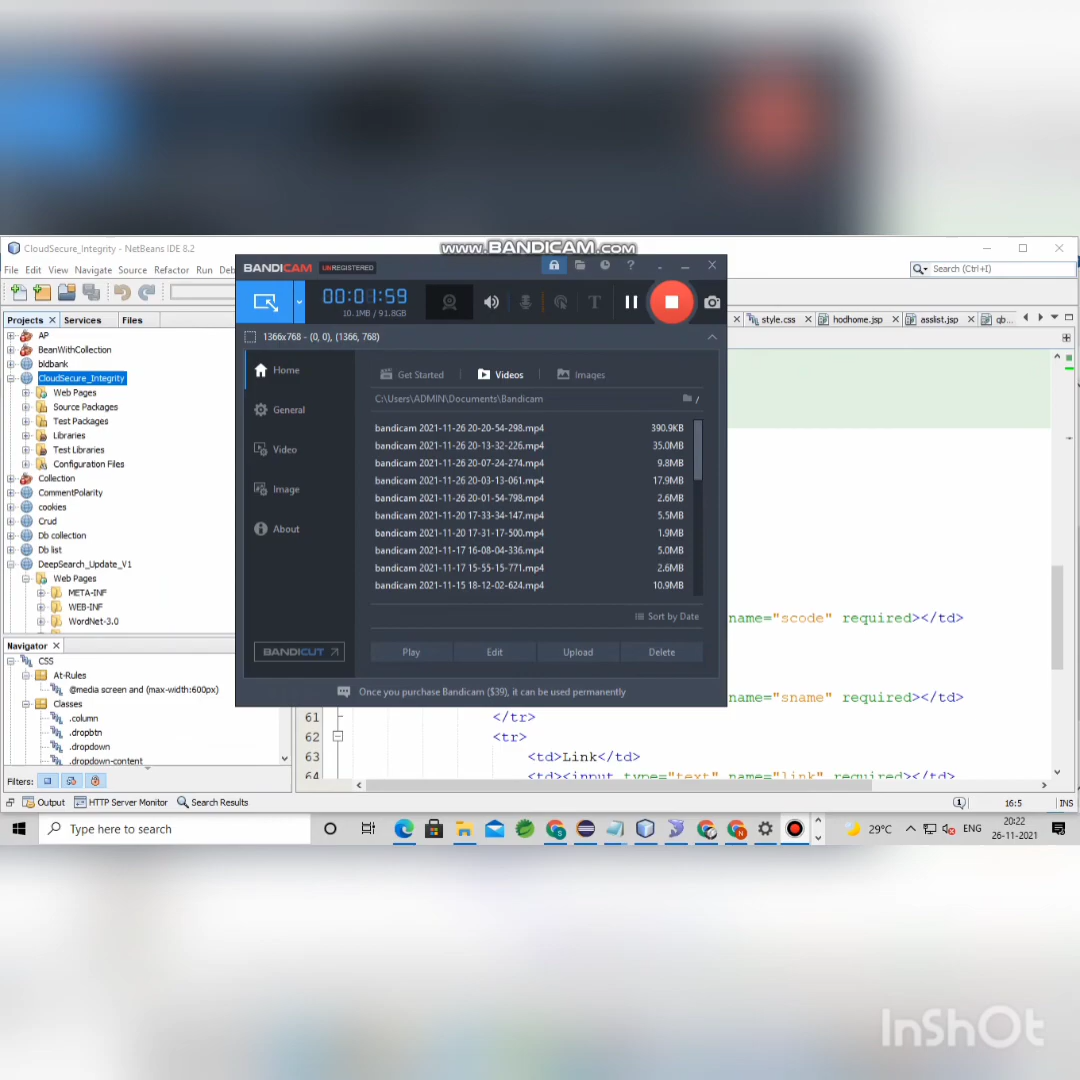 CloudSecure_Integrity - NetBeans IDE 8.2
www.BANDICAM.com
File Edit View Navigate Source Refactor Run Deb
Search (Ctrl+I)
BANDICAM UNREGISTERED
00:01:59
10.1MB / 91.8GB
1366x768 - (0, 0), (1366, 768)
Home
General
Video
Image
About
BANDICUT
Get Started
Videos
Images
C:\Users\ADMIN\Documents\Bandicam
bandicam 2021-11-26 20-20-54-298.mp4 390.9KB
bandicam 2021-11-26 20-13-32-226.mp4 35.0MB
bandicam 2021-11-26 20-07-24-274.mp4 9.8MB
bandicam 2021-11-26 20-03-13-061.mp4 17.9MB
bandicam 2021-11-26 20-01-54-798.mp4 2.6MB
bandicam 2021-11-20 17-33-34-147.mp4 5.5MB
bandicam 2021-11-20 17-31-17-500.mp4 1.9MB
bandicam 2021-11-17 16-08-04-336.mp4 5.0MB
bandicam 2021-11-17 15-55-15-771.mp4 2.6MB
bandicam 2021-11-15 18-12-02-624.mp4 10.9MB
Sort by Date
Play Edit Upload Delete
Once you purchase Bandicam ($39), it can be used permanently
Projects Services Files
AP
BeanWithCollection
bldbank
CloudSecure_Integrity
Web Pages
Source Packages
Test Packages
Libraries
Test Libraries
Configuration Files
Collection
CommentPolarity
cookies
Crud
Db collection
Db list
DeepSearch_Update_V1
Web Pages
META-INF
WEB-INF
WordNet-3.0
Navigator
CSS
At-Rules
@media screen and (max-width:600px)
Classes
.column
.dropbtn
.dropdown
.dropdown-content
Filters:
style.css hodhome.jsp asslist.jsp qb...
name="scode" required></td>
name="sname" required></td>
61 </tr>
62 <tr>
63 <td>Link</td>
64 <td><input type="text" name="link" required></td>
Output HTTP Server Monitor Search Results
16:5 INS
Type here to search
29°C ENG
20:22
26-11-2021
InShOt